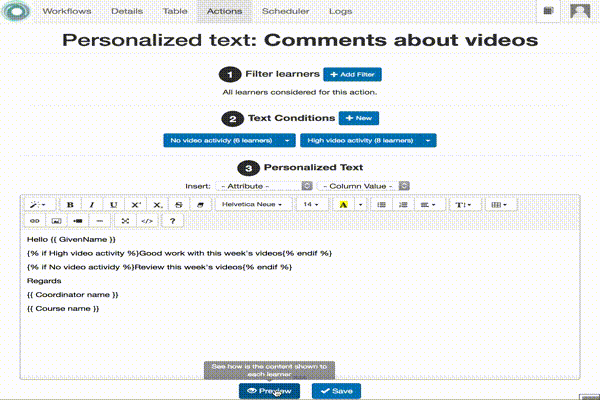 Workflows Details Table Actions Scheduler Logs
Personalized text: Comments about videos
1 Filter learners + Add Filter
All learners considered for this action.
2 Text Conditions + New
No video activity (6 learners) High video activity (8 learners)
3 Personalized Text
Insert: - Attribute - - Column Value -
B I U X² X₂ S Helvetica Neue 14 A T
</> ?
Hello {{ GivenName }}
{% if High video activity %}Good work with this week's videos{% endif %}
{% if No video activity %}Review this week's videos{% endif %}
Regards
{{ Coordinator name }}
{{ Course name }}
See how is the content shown to
each learner
Preview Save